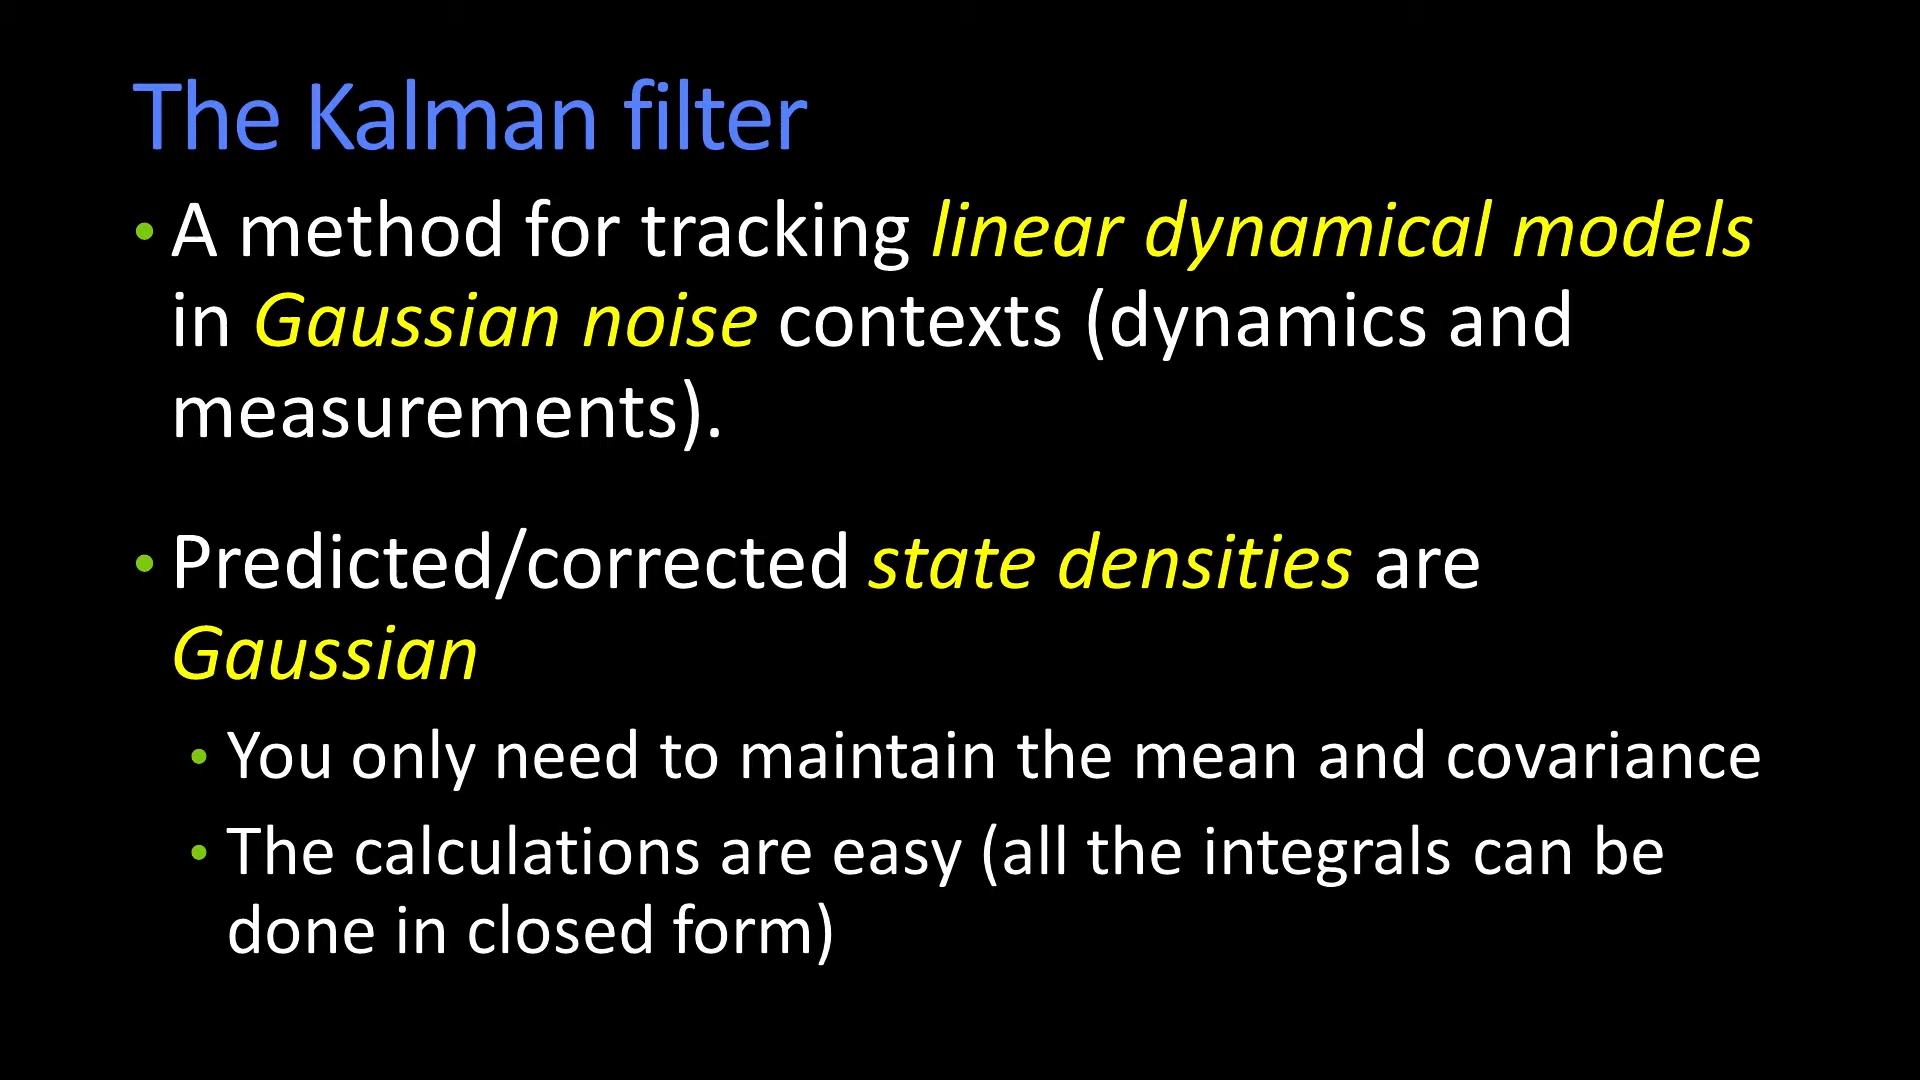 The Kalman filter
• A method for tracking linear dynamical models
in Gaussian noise contexts (dynamics and
measurements).
• Predicted/corrected state densities are
Gaussian
• You only need to maintain the mean and covariance
• The calculations are easy (all the integrals can be
done in closed form)